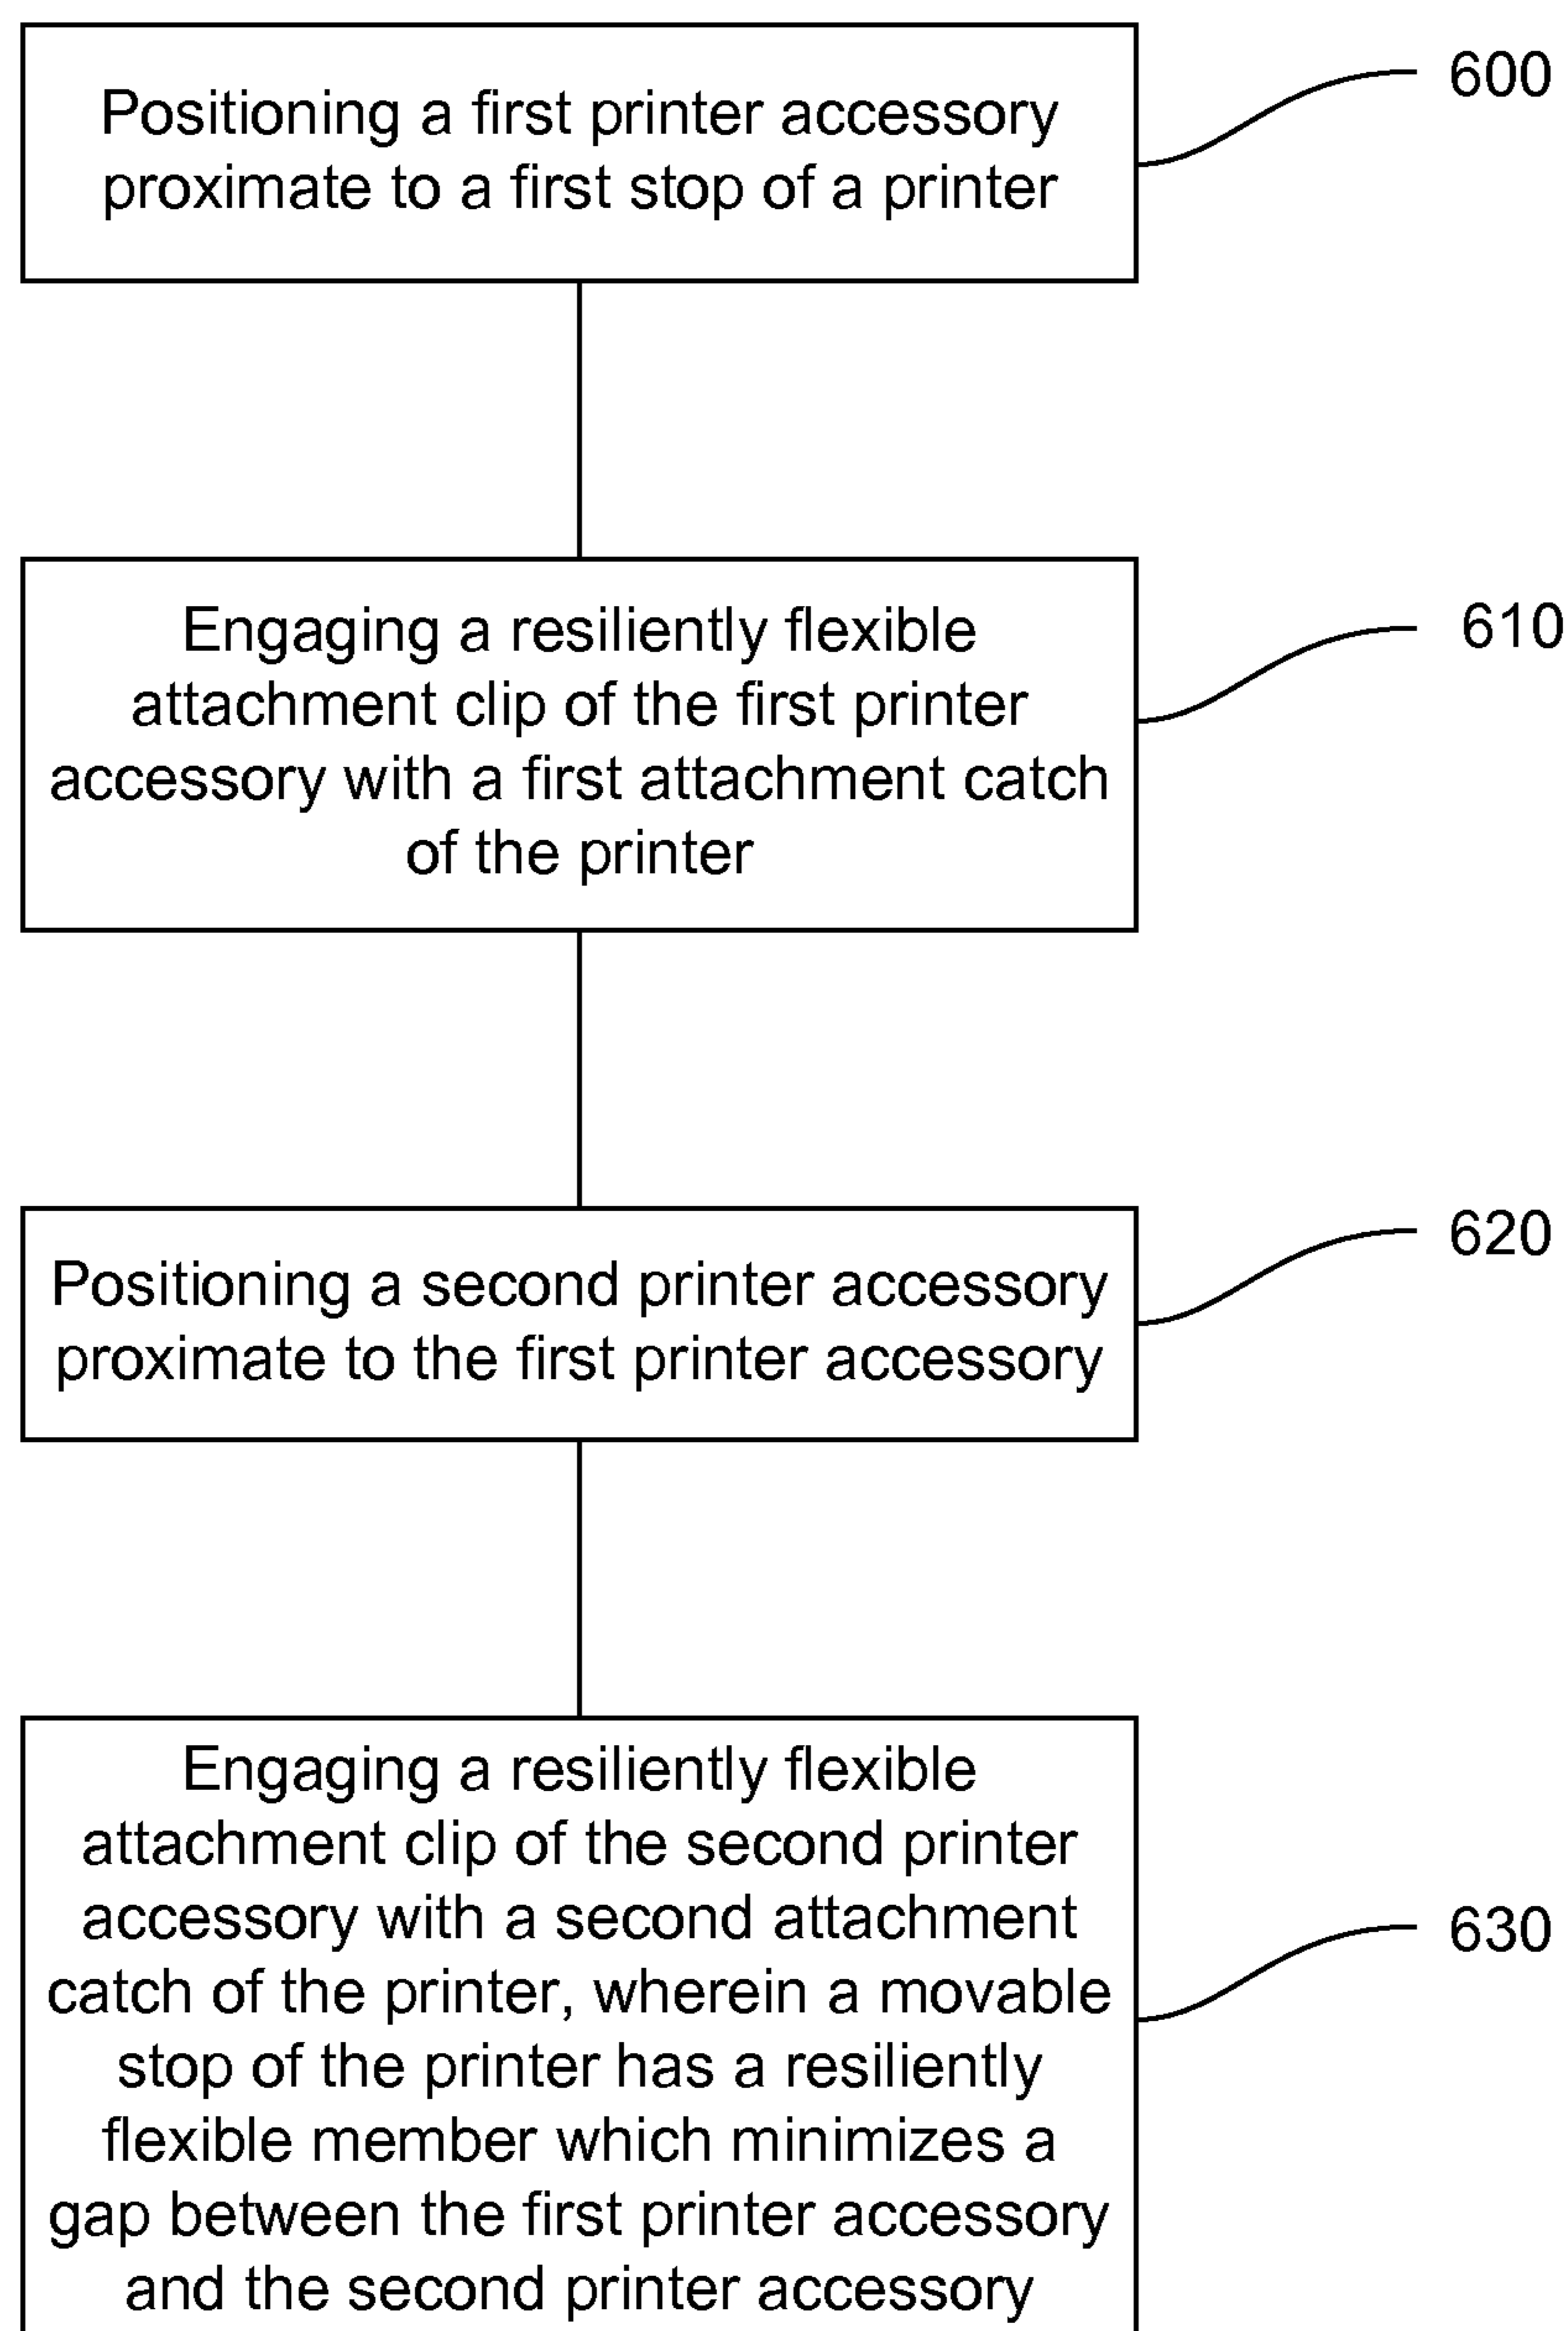 Positioning a first printer accessory
proximate to a first stop of a printer
600
Engaging a resiliently flexible
attachment clip of the first printer
accessory with a first attachment catch
of the printer
610
Positioning a second printer accessory
proximate to the first printer accessory
620
Engaging a resiliently flexible
attachment clip of the second printer
accessory with a second attachment
catch of the printer, wherein a movable
stop of the printer has a resiliently
flexible member which minimizes a
gap between the first printer accessory
and the second printer accessory
630